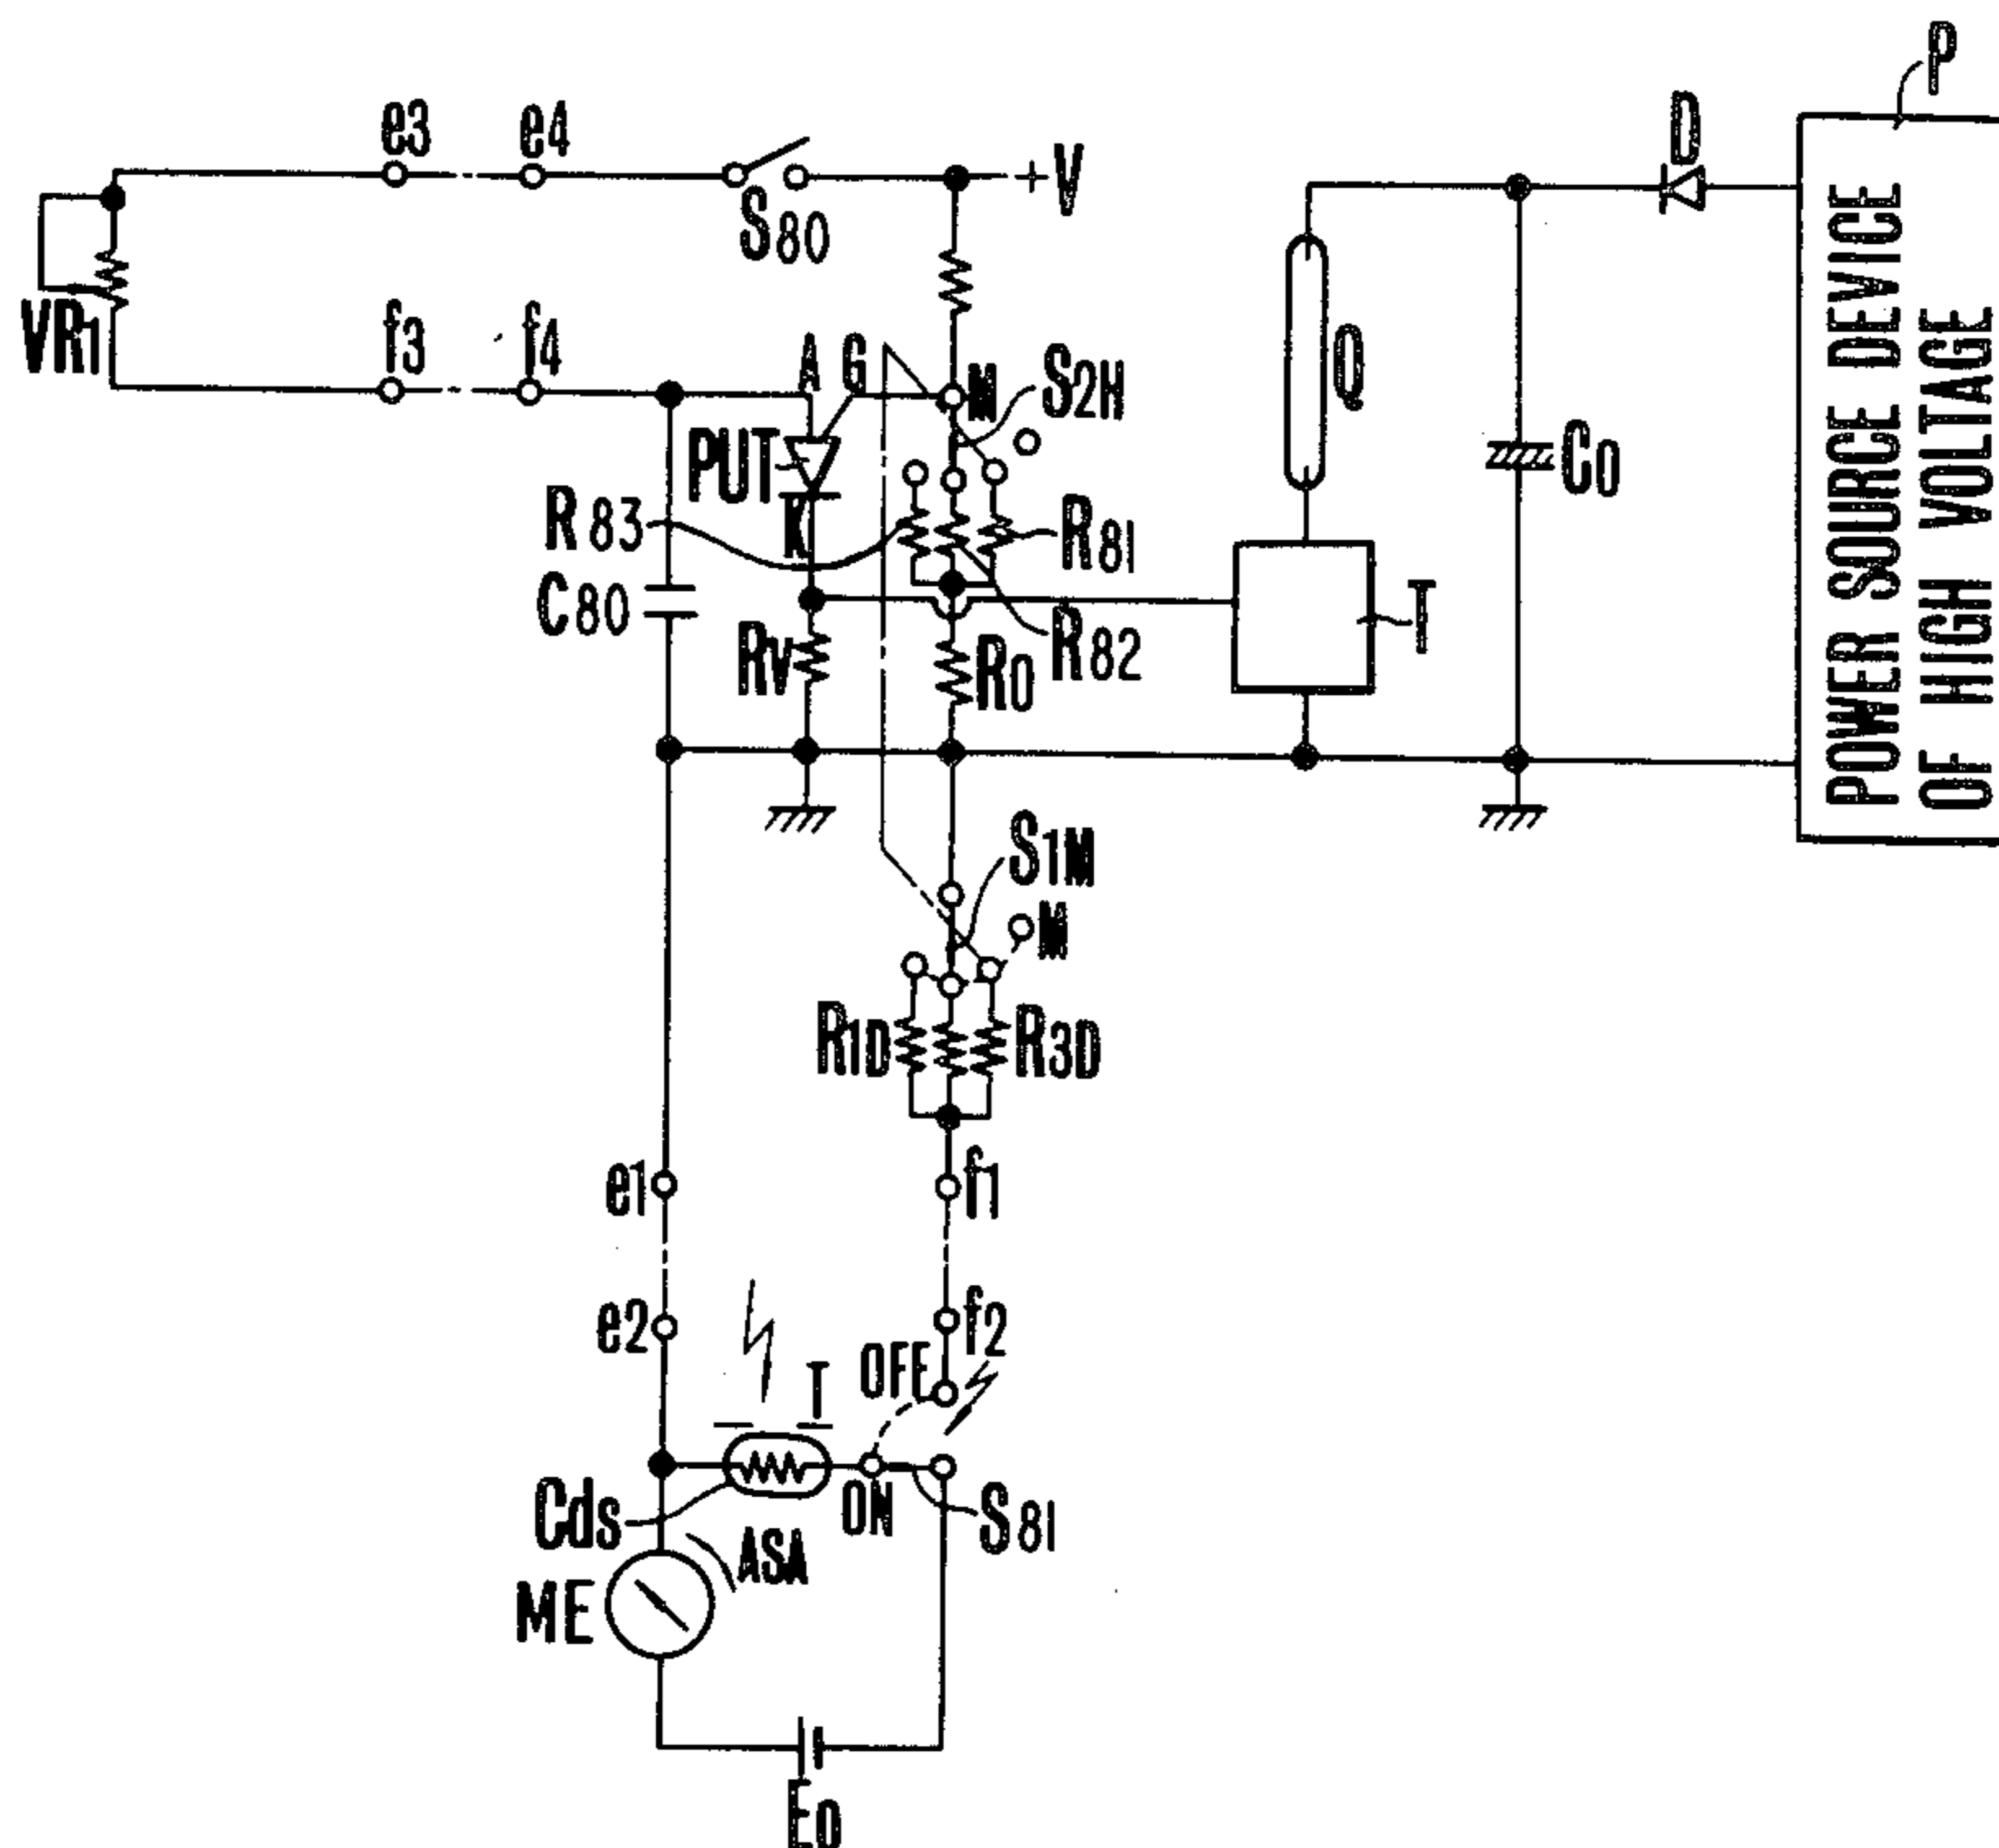 P
D
e3
e4
+V
S80
VR1
f3
f4
A
G
M
S2H
Q
C0
PUT
K
R83
R81
C80
RV
R0
R82
T
POWER SOURCE DEVICE
OF HIGH VOLTAGE
S1M
M
R1D
R3D
e1
f1
e2
f2
OFF
T
Cds
ON
S81
ASA
ME
E0